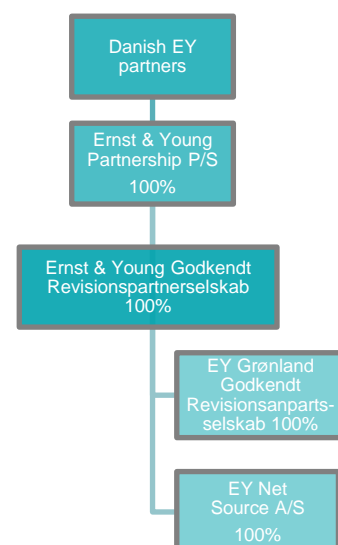 Danish EY
partners
Ernst & Young
Partnership P/S
100%
Ernst & Young Godkendt
Revisionspartnerselskab
100%
EY Grønland
Godkendt
Revisionsanparts-
selskab 100%
EY Net
Source A/S
100%